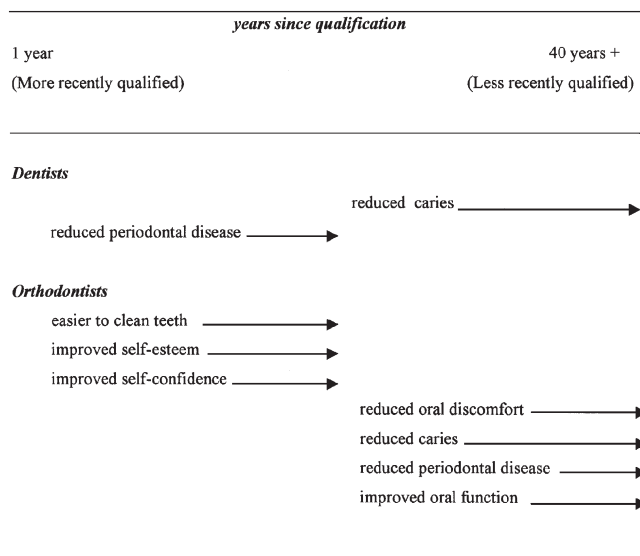 years since qualification
1 year 40 years +
(More recently qualified) (Less recently qualified)
Dentists
reduced caries
reduced periodontal disease
Orthodontists
easier to clean teeth
improved self-esteem
improved self-confidence
reduced oral discomfort
reduced caries
reduced periodontal disease
improved oral function